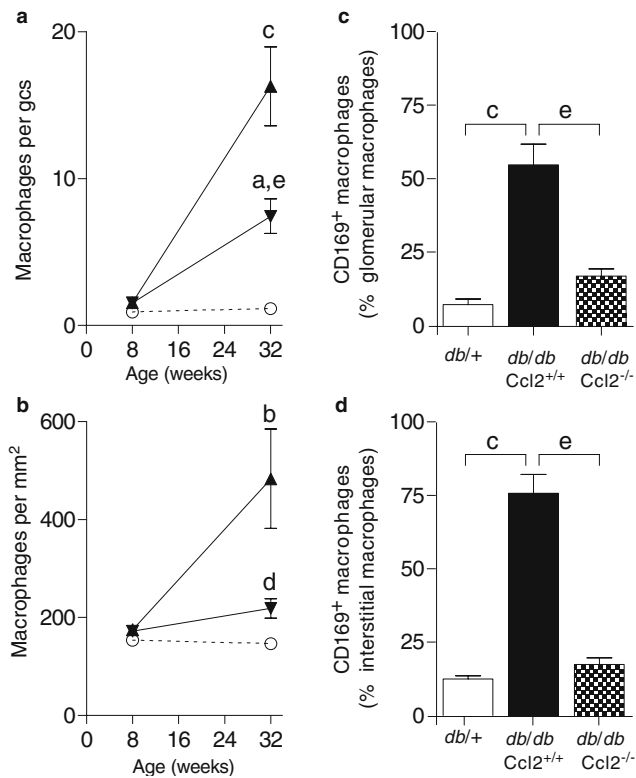 a
Macrophages per gcs
20
10
0
c
a,e
0 8 16 24 32
Age (weeks)
b
Macrophages per mm²
600
400
200
0
b
d
0 8 16 24 32
Age (weeks)
c
CD169⁺ macrophages
(% glomerular macrophages)
100
75
50
25
0
c e
db/+ db/db db/db
Ccl2⁺/⁺ Ccl2⁻/⁻
d
CD169⁺ macrophages
(% interstitial macrophages)
100
75
50
25
0
c e
db/+ db/db db/db
Ccl2⁺/⁺ Ccl2⁻/⁻